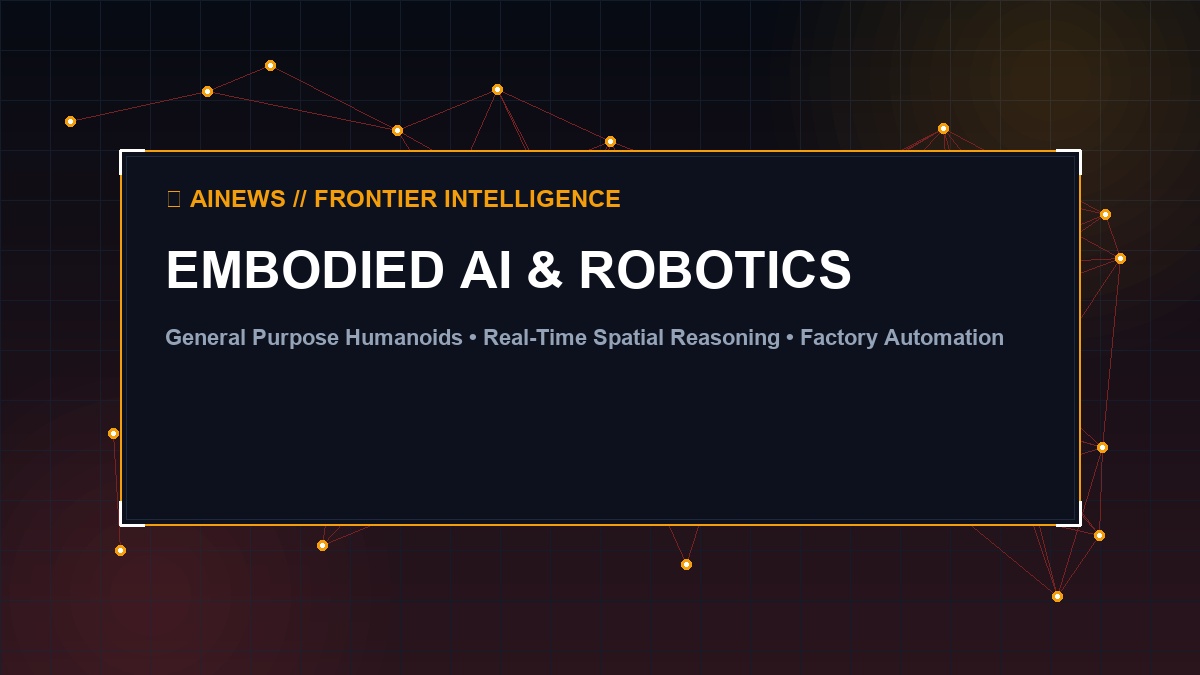 AINEWS // FRONTIER INTELLIGENCE
EMBODIED AI & ROBOTICS
General Purpose Humanoids • Real-Time Spatial Reasoning • Factory Automation